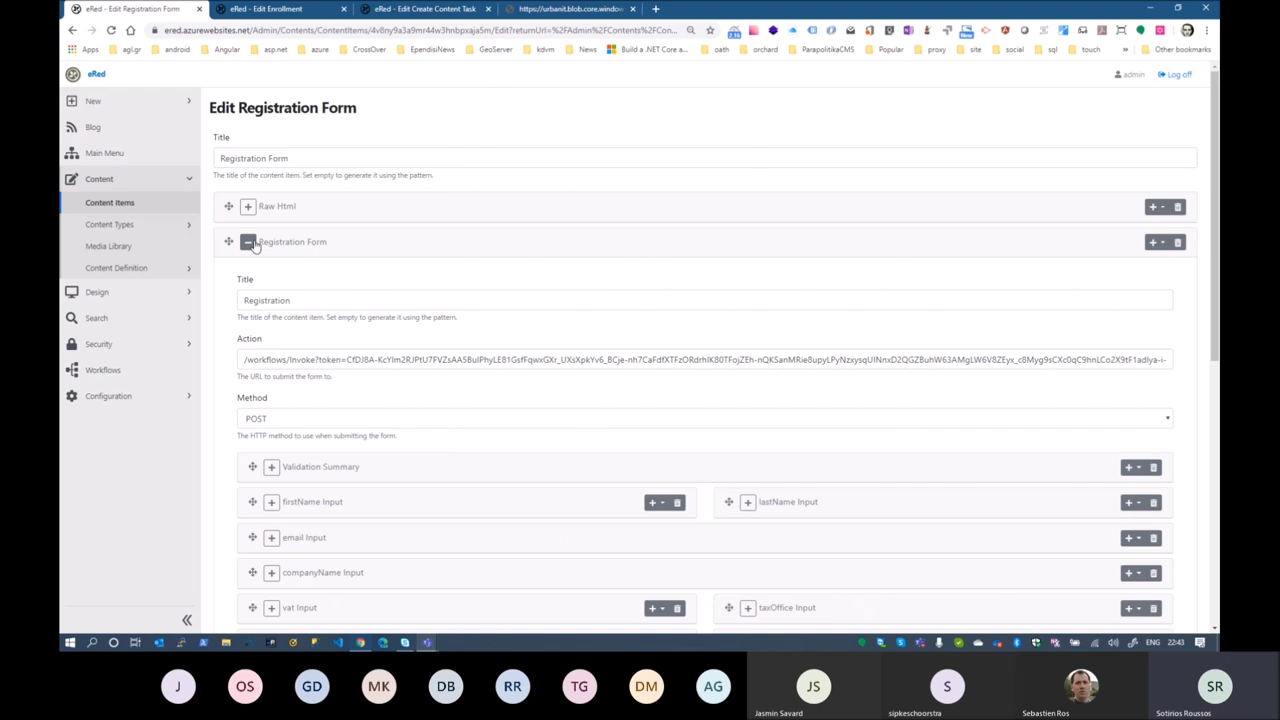 eRed - Edit Registration Form
eRed - Edit Enrollment
eRed - Edit Create Content Task
https://urbanit.blob.core.window
ered.azurewebsites.net/Admin/Contents/ContentItems/4v8ny9a3a9mr44w3hnbpxaja5m/Edit?returnUrl=%2FAdmin%2FContents%2FCon...
Apps
agl.gr
android
Angular
asp.net
azure
CrossOver
EpendisiNews
GeoServer
kdvm
News
Build a .NET Core a...
oath
orchard
ParapolitikaCMS
Popular
proxy
site
social
sql
touch
Other bookmarks
eRed
admin
Log off
New
Blog
Main Menu
Content
Content Items
Content Types
Media Library
Content Definition
Design
Search
Security
Workflows
Configuration
Edit Registration Form
Title
Registration Form
The title of the content item. Set empty to generate it using the pattern.
Raw Html
Registration Form
Title
Registration
The title of the content item. Set empty to generate it using the pattern.
Action
The URL to submit the form to.
Method
POST
The HTTP method to use when submitting the form.
Validation Summary
firstName Input
lastName Input
email Input
companyName Input
vat Input
taxOffice Input
ENG
22:43
J
OS
GD
MK
DB
RR
TG
DM
AG
JS
S
SR
Jasmin Savard
sipkeschoorstra
Sebastien Ros
Sotirios Roussos